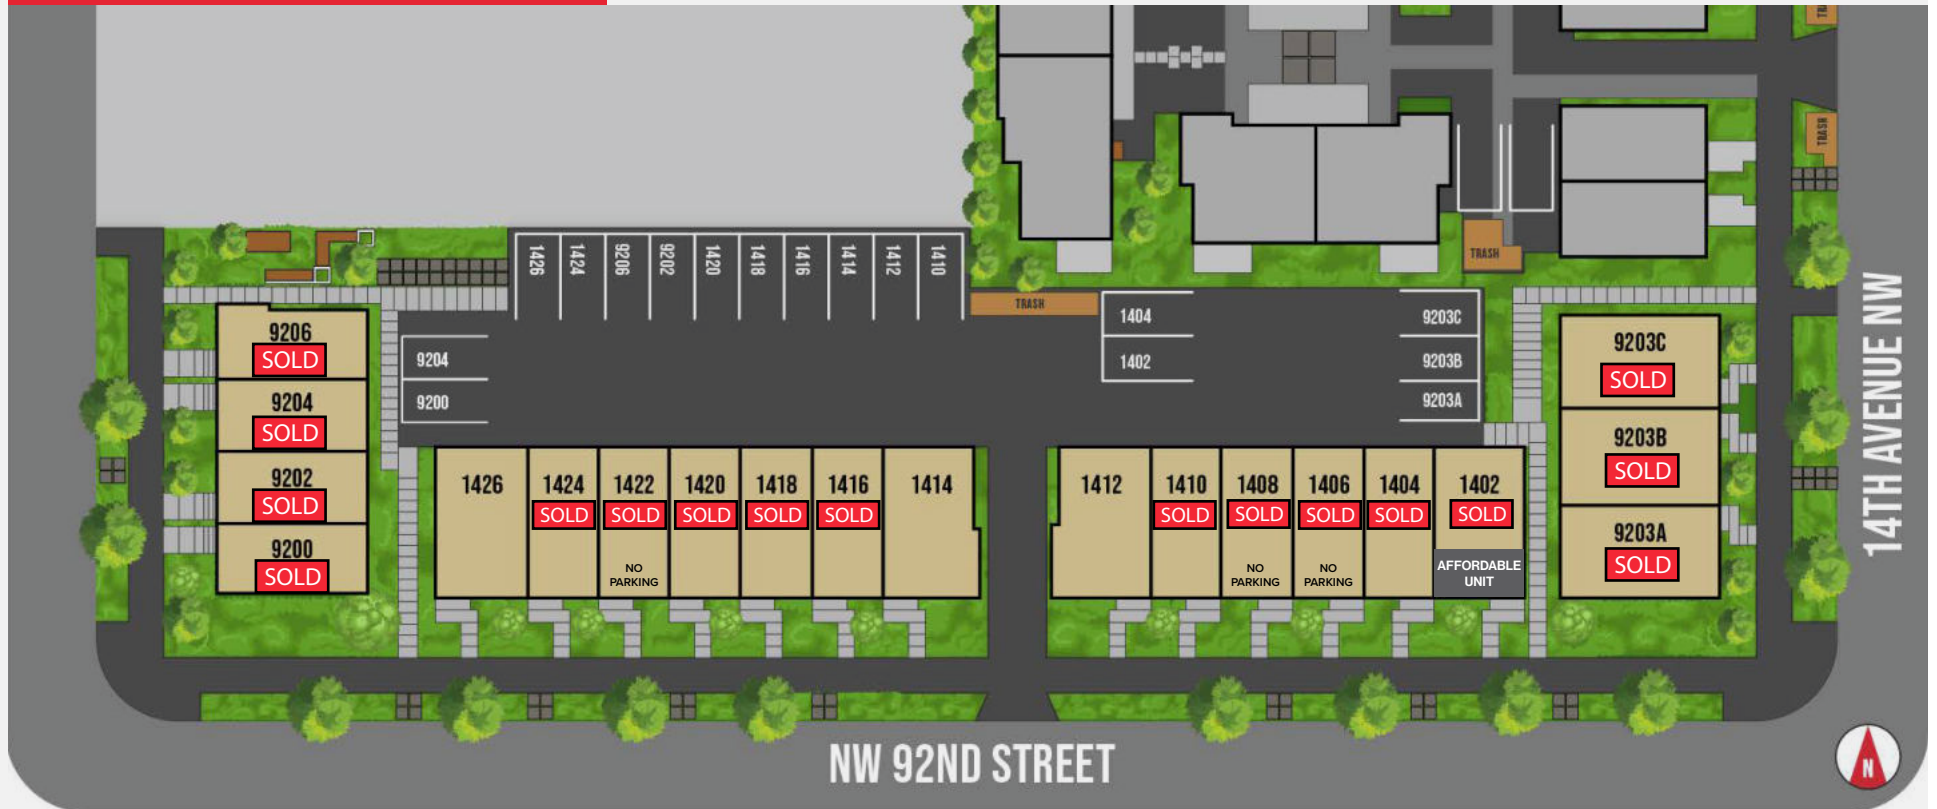 TRASH
TRASH
1426
1424
9206
9202
1420
1418
1416
1414
1412
1410
TRASH
TRASH
1404
1402
9203C
9203B
9203A
9204
9200
9206
SOLD
9204
SOLD
9202
SOLD
9200
SOLD
1426
1424
SOLD
1422
SOLD
NO
PARKING
1420
SOLD
1418
SOLD
1416
SOLD
1414
1412
1410
SOLD
1408
SOLD
NO
PARKING
1406
SOLD
NO
PARKING
1404
SOLD
1402
SOLD
AFFORDABLE
UNIT
9203C
SOLD
9203B
SOLD
9203A
SOLD
14TH AVENUE NW
NW 92ND STREET
N